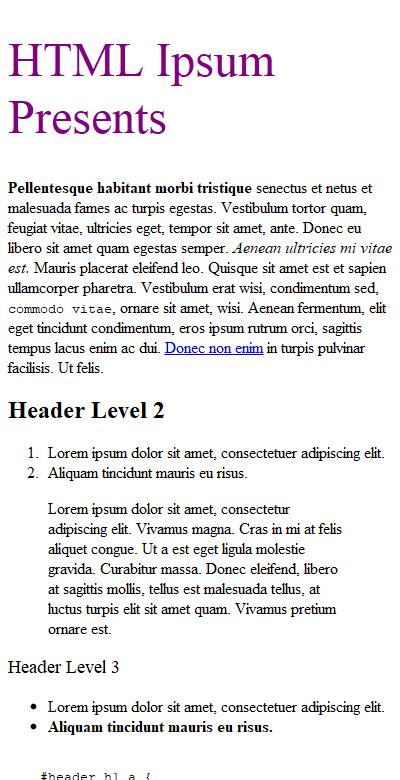 HTML Ipsum
Presents
Pellentesque habitant morbi tristique senectus et netus et
malesuada fames ac turpis egestas. Vestibulum tortor quam,
feugiat vitae, ultricies eget, tempor sit amet, ante. Donec eu
libero sit amet quam egestas semper. Aenean ultricies mi vitae
est. Mauris placerat eleifend leo. Quisque sit amet est et sapien
ullamcorper pharetra. Vestibulum erat wisi, condimentum sed,
commodo vitae, ornare sit amet, wisi. Aenean fermentum, elit
eget tincidunt condimentum, eros ipsum rutrum orci, sagittis
tempus lacus enim ac dui. Donec non enim in turpis pulvinar
facilisis. Ut felis.
Header Level 2
1. Lorem ipsum dolor sit amet, consectetuer adipiscing elit.
2. Aliquam tincidunt mauris eu risus.
Lorem ipsum dolor sit amet, consectetur
adipiscing elit. Vivamus magna. Cras in mi at felis
aliquet congue. Ut a est eget ligula molestie
gravida. Curabitur massa. Donec eleifend, libero
at sagittis mollis, tellus est malesuada tellus, at
luctus turpis elit sit amet quam. Vivamus pretium
ornare est.
Header Level 3
• Lorem ipsum dolor sit amet, consectetuer adipiscing elit.
• Aliquam tincidunt mauris eu risus.
#header h1 a {